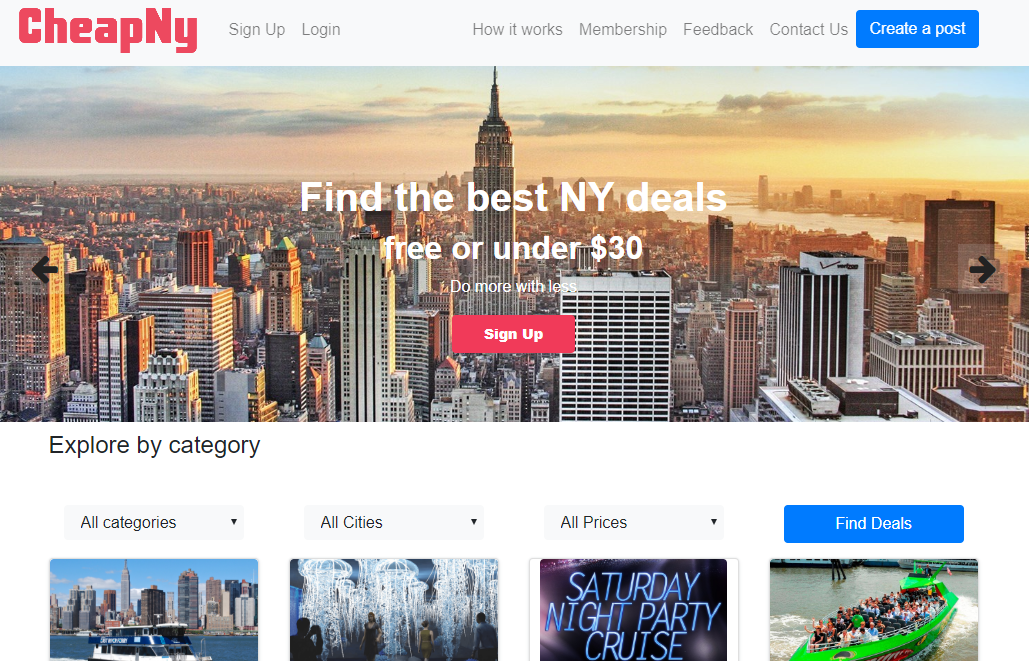 CheapNy Sign Up Login How it works Membership Feedback Contact Us Create a post
Find the best NY deals
free or under $30
Do more with less
Sign Up
verizon
Explore by category
All categories All Cities All Prices Find Deals
SATURDAY
NIGHT PARTY
CRUISE